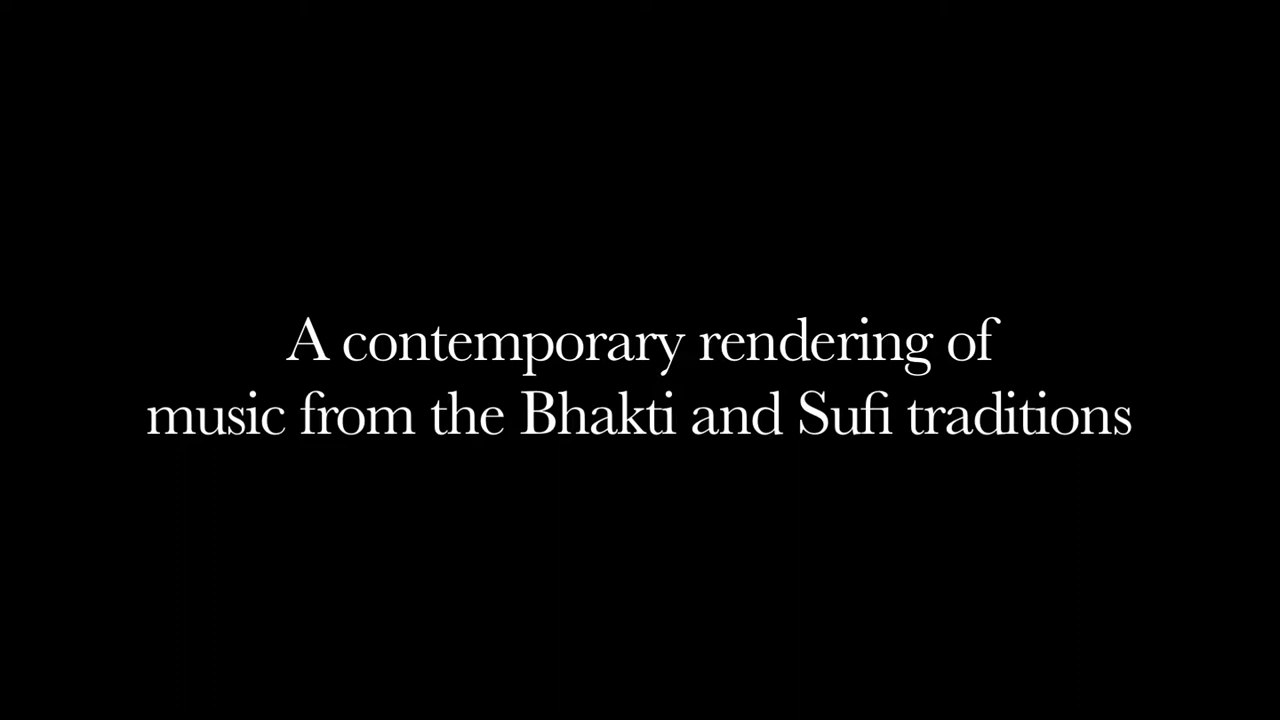 A contemporary rendering of
music from the Bhakti and Sufi traditions